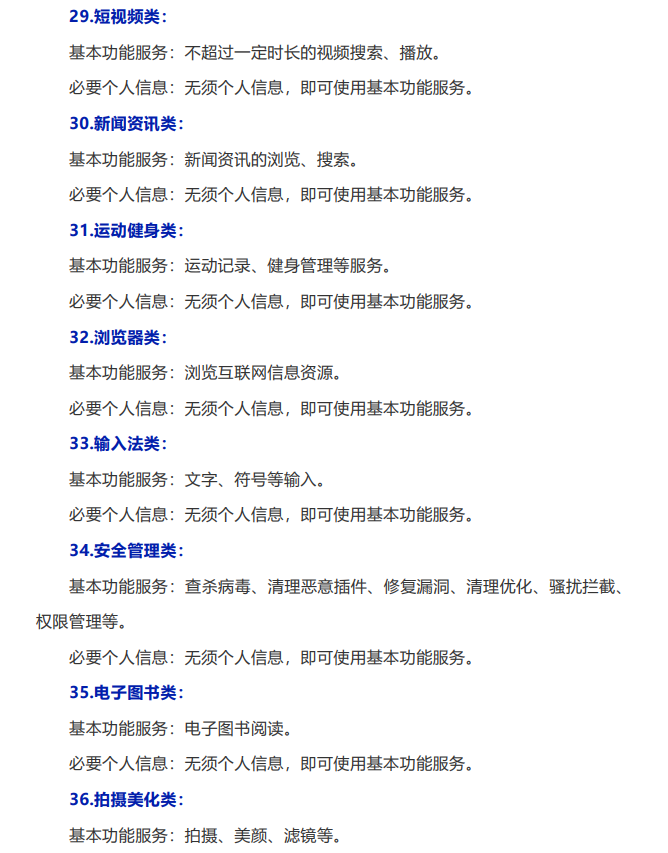 29.短视频类：
基本功能服务：不超过一定时长的视频搜索、播放。
必要个人信息：无须个人信息，即可使用基本功能服务。
30.新闻资讯类：
基本功能服务：新闻资讯的浏览、搜索。
必要个人信息：无须个人信息，即可使用基本功能服务。
31.运动健身类：
基本功能服务：运动记录、健身管理等服务。
必要个人信息：无须个人信息，即可使用基本功能服务。
32.浏览器类：
基本功能服务：浏览互联网信息资源。
必要个人信息：无须个人信息，即可使用基本功能服务。
33.输入法类：
基本功能服务：文字、符号等输入。
必要个人信息：无须个人信息，即可使用基本功能服务。
34.安全管理类：
基本功能服务：查杀病毒、清理恶意插件、修复漏洞、清理优化、骚扰拦截、
权限管理等。
必要个人信息：无须个人信息，即可使用基本功能服务。
35.电子图书类：
基本功能服务：电子图书阅读。
必要个人信息：无须个人信息，即可使用基本功能服务。
36.拍摄美化类：
基本功能服务：拍摄、美颜、滤镜等。